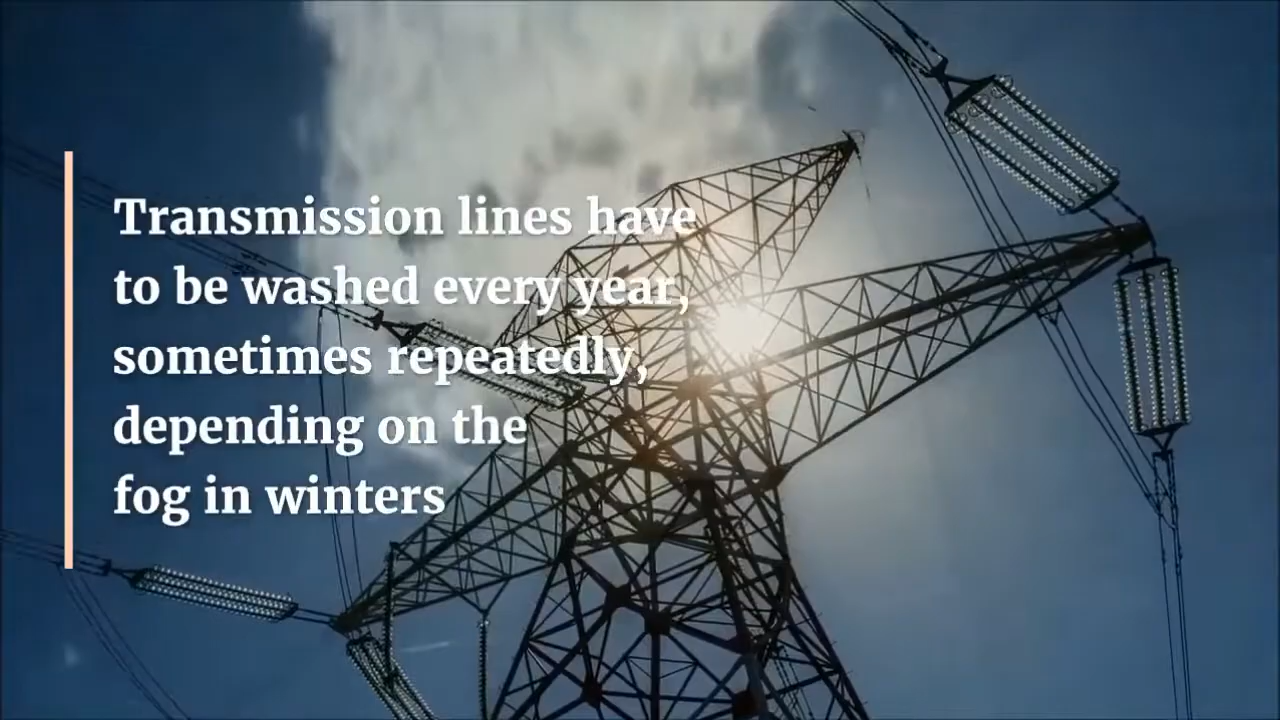 Transmission lines have
to be washed every year,
sometimes repeatedly,
depending on the
fog in winters